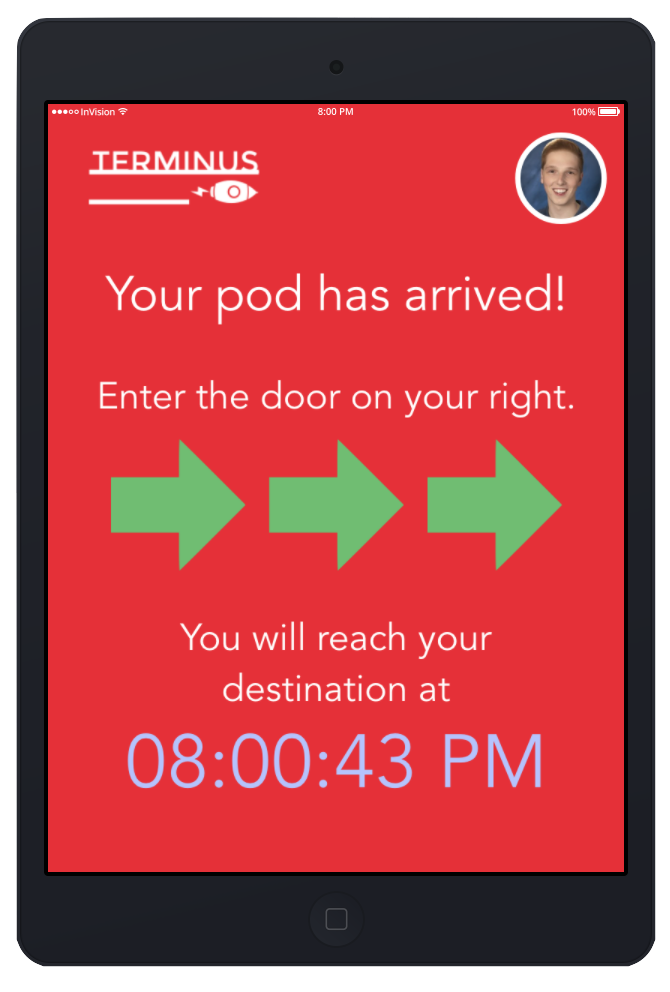 InVision 8:00 PM 100%
TERMINUS
Your pod has arrived!
Enter the door on your right.
You will reach your
destination at
08:00:43 PM